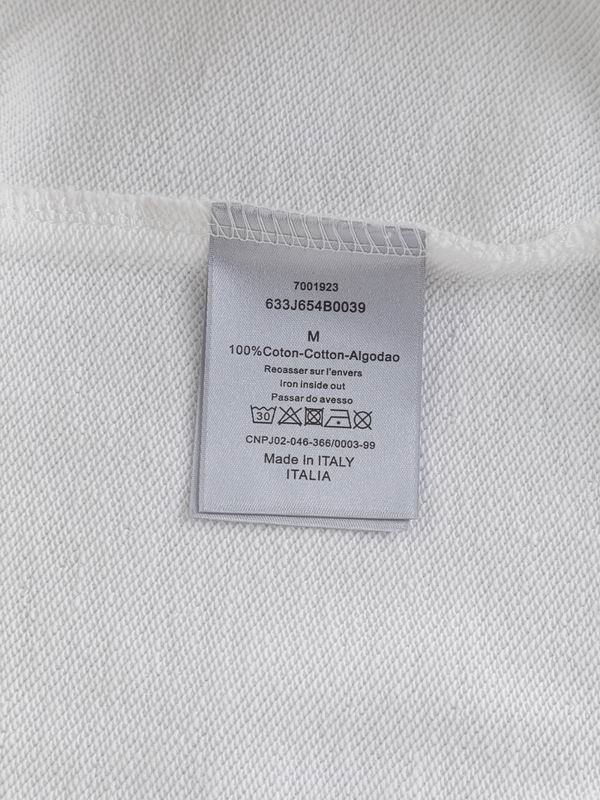 7001923
633J654B0039
M
100%Coton-Cotton-Algodao
Reoasser sur I'envers
Iron inside out
Passar do avesso
30
CNPJ02-046-366/0003-99
Made In ITALY
ITALIA